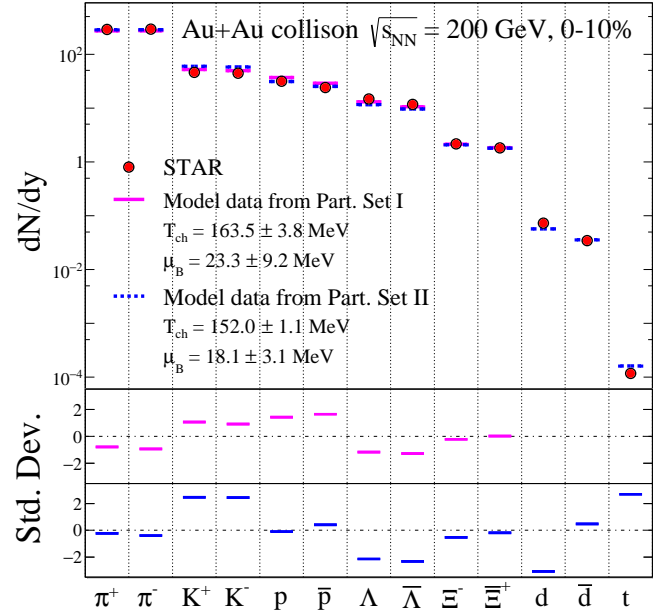 Au+Au collison √s_NN = 200 GeV, 0-10%
10²
1
10⁻²
10⁻⁴
dN/dy
STAR
Model data from Part. Set I
T_ch = 163.5 ± 3.8 MeV
μ_B = 23.3 ± 9.2 MeV
Model data from Part. Set II
T_ch = 152.0 ± 1.1 MeV
μ_B = 18.1 ± 3.1 MeV
Std. Dev.
2
0
−2
2
0
−2
π⁺ π⁻ K⁺ K⁻ p p̅ Λ Λ̅ Ξ⁻ Ξ̅⁺ d d̅ t